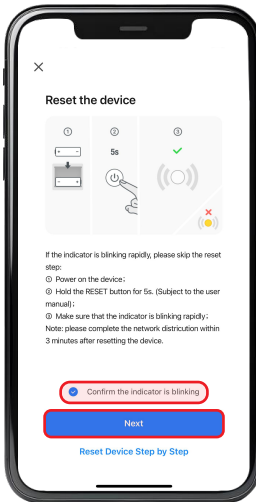 Reset the device
① ② ③
5s
If the indicator is blinking rapidly, please skip the reset
step:
① Power on the device;
② Hold the RESET button for 5s. (Subject to the user
manual);
③ Make sure that the indicator is blinking rapidly;
Note: please complete the network districution within
3 minutes after resetting the device.
Confirm the indicator is blinking
Next
Reset Device Step by Step